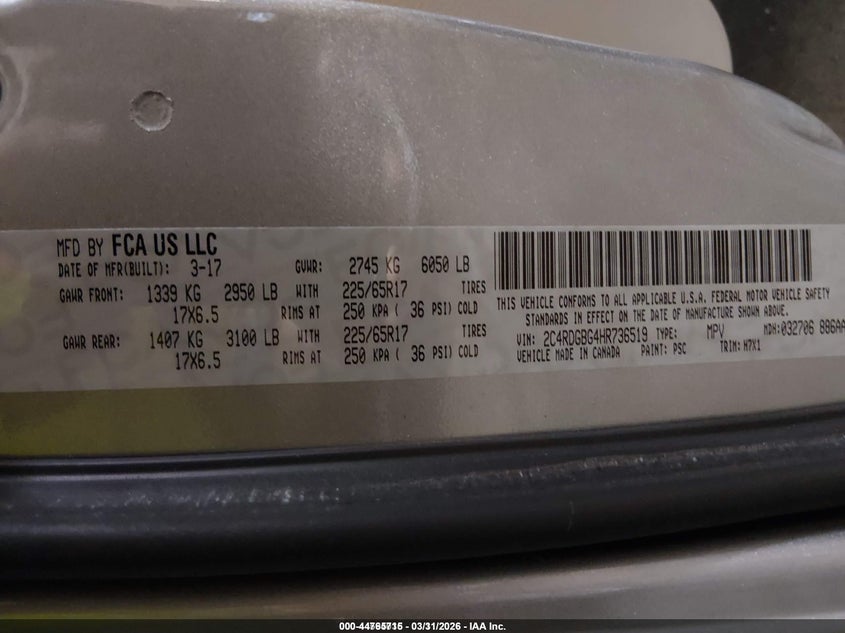 MFD BY FCA US LLC
DATE OF MFR(BUILT): 3-17 GVWR: 2745 KG 6050 LB
GAWR FRONT: 1339 KG 2950 LB WITH 225/65R17 TIRES
17X6.5 RIMS AT 250 KPA ( 36 PSI) COLD
GAWR REAR: 1407 KG 3100 LB WITH 225/65R17 TIRES
17X6.5 RIMS AT 250 KPA ( 36 PSI) COLD
THIS VEHICLE CONFORMS TO ALL APPLICABLE U.S.A. FEDERAL MOTOR VEHICLE SAFETY
STANDARDS IN EFFECT ON THE DATE OF MANUFACTURE SHOWN ABOVE.
VIN: 2C4RDGBG4HR736519 TYPE: MPV MDH: 032706 886AA
VEHICLE MADE IN CANADA PAINT: PSC TRIM: H7X1
03/31/2026 - IAA Inc.